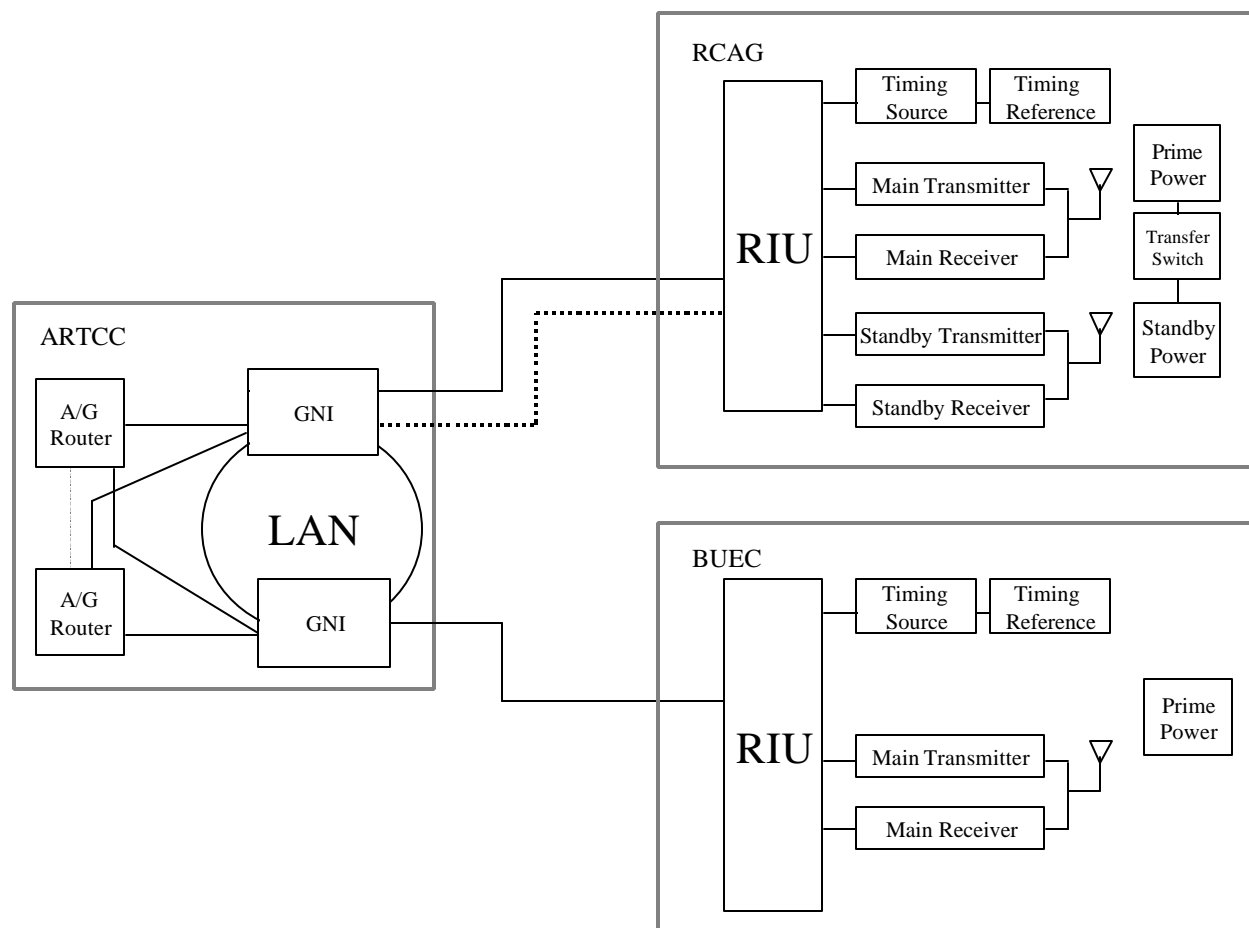 RCAG
RIU
Timing
Source
Timing
Reference
Main Transmitter
Main Receiver
Standby Transmitter
Standby Receiver
Prime
Power
Transfer
Switch
Standby
Power
ARTCC
A/G
Router
GNI
LAN
A/G
Router
GNI
BUEC
RIU
Timing
Source
Timing
Reference
Main Transmitter
Main Receiver
Prime
Power